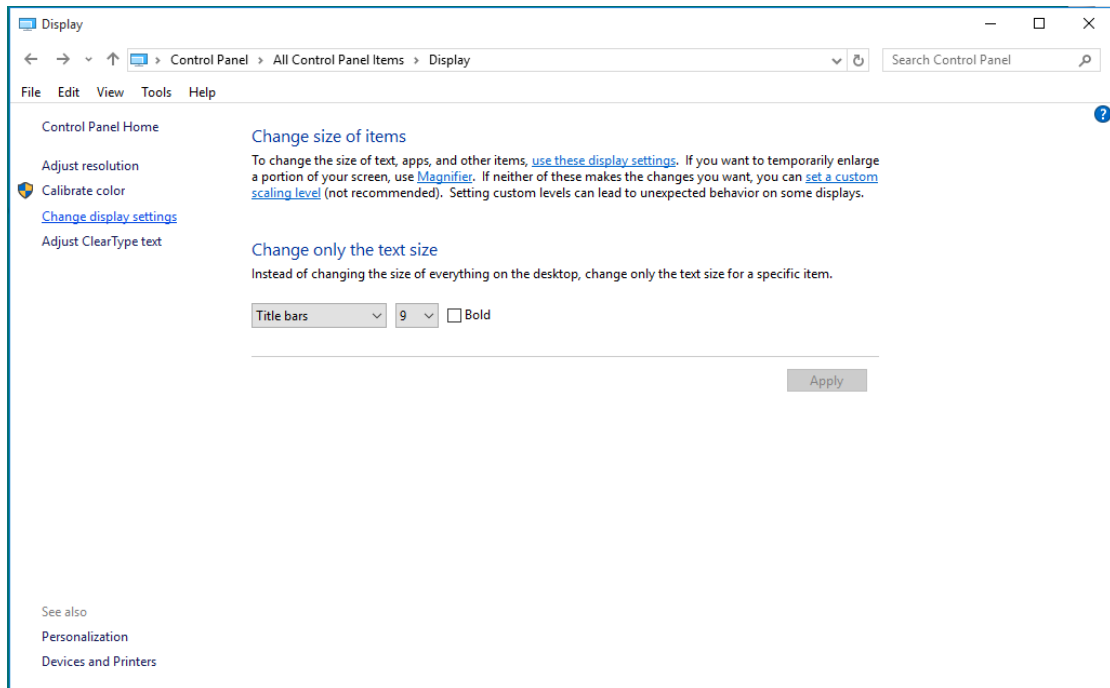 Display
Control Panel > All Control Panel Items > Display
Search Control Panel
File Edit View Tools Help
?
Control Panel Home
Adjust resolution
Calibrate color
Change display settings
Adjust ClearType text
Change size of items
To change the size of text, apps, and other items, use these display settings. If you want to temporarily enlarge
a portion of your screen, use Magnifier. If neither of these makes the changes you want, you can set a custom
scaling level (not recommended). Setting custom levels can lead to unexpected behavior on some displays.
Change only the text size
Instead of changing the size of everything on the desktop, change only the text size for a specific item.
Title bars 9 Bold
Apply
See also
Personalization
Devices and Printers